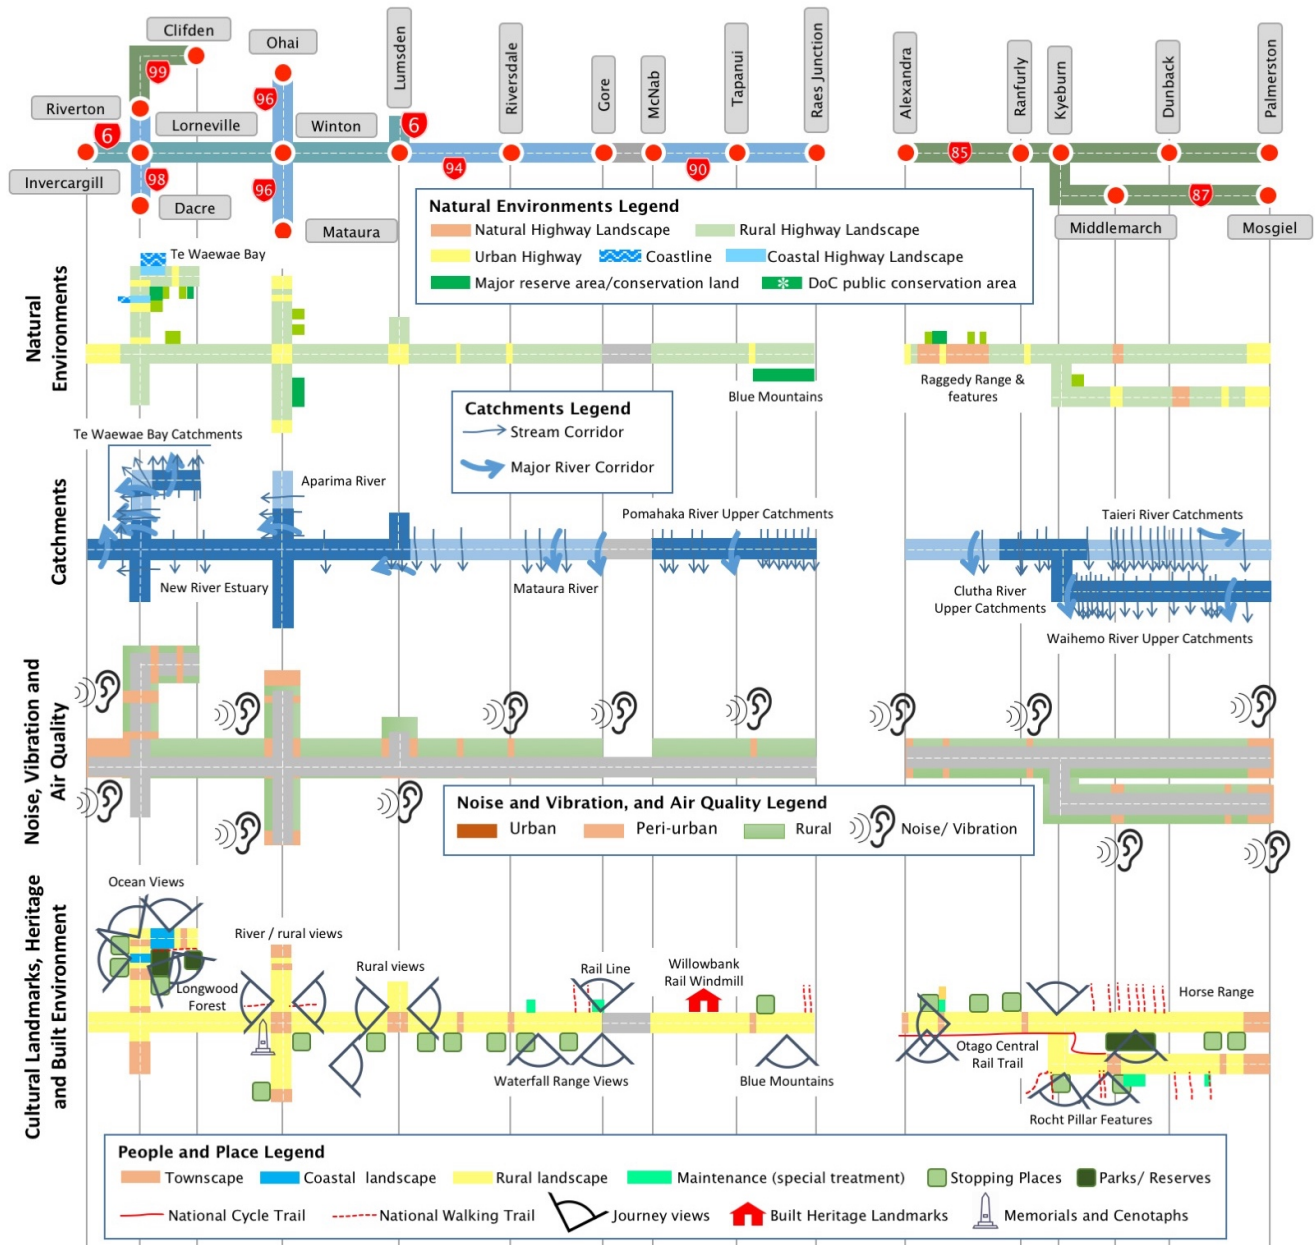 Clifden
Ohai
Lumsden
Riversdale
Gore
McNab
Tapanui
Raes Junction
Alexandra
Ranfurly
Kyeburn
Dunback
Palmerston
99
96
Riverton
6
Lorneville
Winton
6
94
90
85
Invercargill
98
96
Dacre
Mataura
87
Middlemarch
Mosgiel
Natural Environments Legend
Natural Highway Landscape
Rural Highway Landscape
Urban Highway
Coastline
Coastal Highway Landscape
Major reserve area/conservation land
DoC public conservation area
Natural
Environments
Te Waewae Bay
Blue Mountains
Raggedy Range &
features
Catchments Legend
Stream Corridor
Major River Corridor
Catchments
Te Waewae Bay Catchments
Aparima River
Pomahaka River Upper Catchments
Taieri River Catchments
New River Estuary
Mataura River
Clutha River
Upper Catchments
Waihemo River Upper Catchments
Noise, Vibration and
Air Quality
Noise and Vibration, and Air Quality Legend
Urban
Peri-urban
Rural
Noise/ Vibration
Cultural Landmarks, Heritage
and Built Environment
Ocean Views
River / rural views
Longwood
Forest
Rural views
Rail Line
Willowbank
Rail Windmill
Horse Range
Waterfall Range Views
Blue Mountains
Otago Central
Rail Trail
Rocht Pillar Features
People and Place Legend
Townscape
Coastal landscape
Rural landscape
Maintenance (special treatment)
Stopping Places
Parks/ Reserves
National Cycle Trail
National Walking Trail
Journey views
Built Heritage Landmarks
Memorials and Cenotaphs